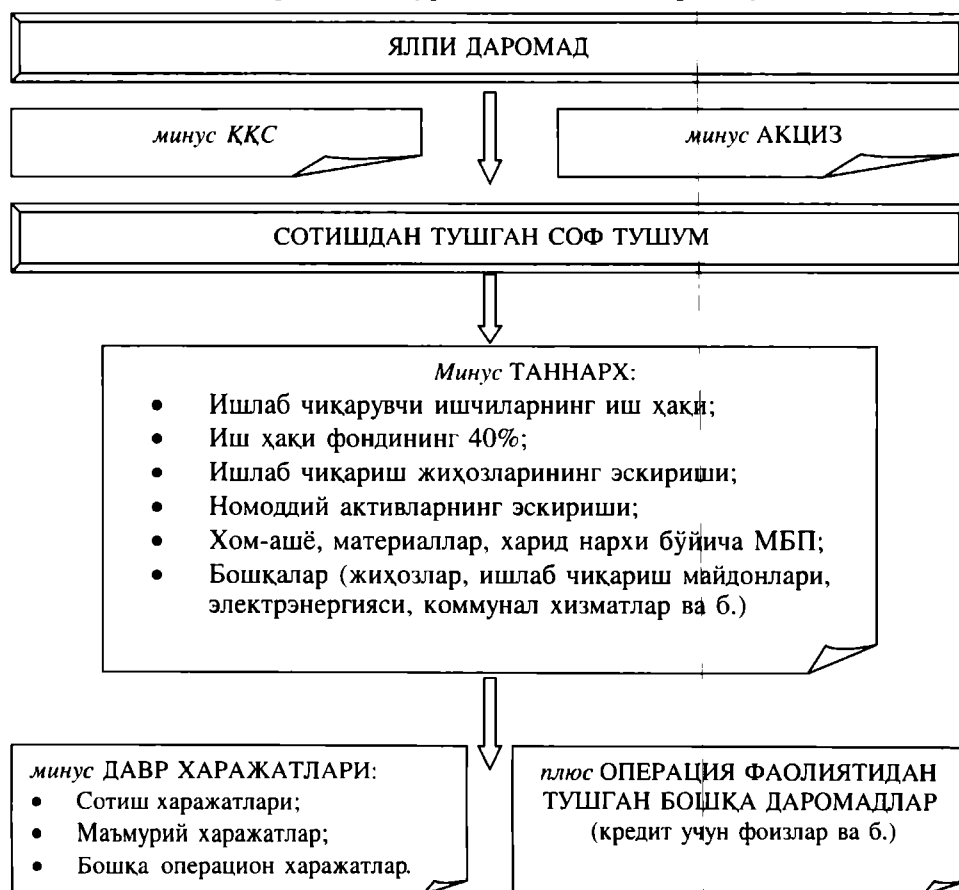 ЯЛПИ ДАРОМАД
минус ҚҚС
минус АКЦИЗ
СОТИШДАН ТУШГАН СОФ ТУШУМ
Минус ТАННАРХ:
• Ишлаб чиқарувчи ишчиларнинг иш ҳақи;
• Иш ҳақи фондининг 40%;
• Ишлаб чиқариш жиҳозларининг эскириши;
• Номоддий активларнинг эскириши;
• Хом-ашё, материаллар, харид нархи бўйича МБП;
• Бошқалар (жиҳозлар, ишлаб чиқариш майдонлари,
электрэнергияси, коммунал хизматлар ва б.)
минус ДАВР ХАРАЖАТЛАРИ:
• Сотиш харажатлари;
• Маъмурий харажатлар;
• Бошқа операцион харажатлар.
плюс ОПЕРАЦИЯ ФАОЛИЯТИДАН
ТУШГАН БОШҚА ДАРОМАДЛАР
(кредит учун фоизлар ва б.)